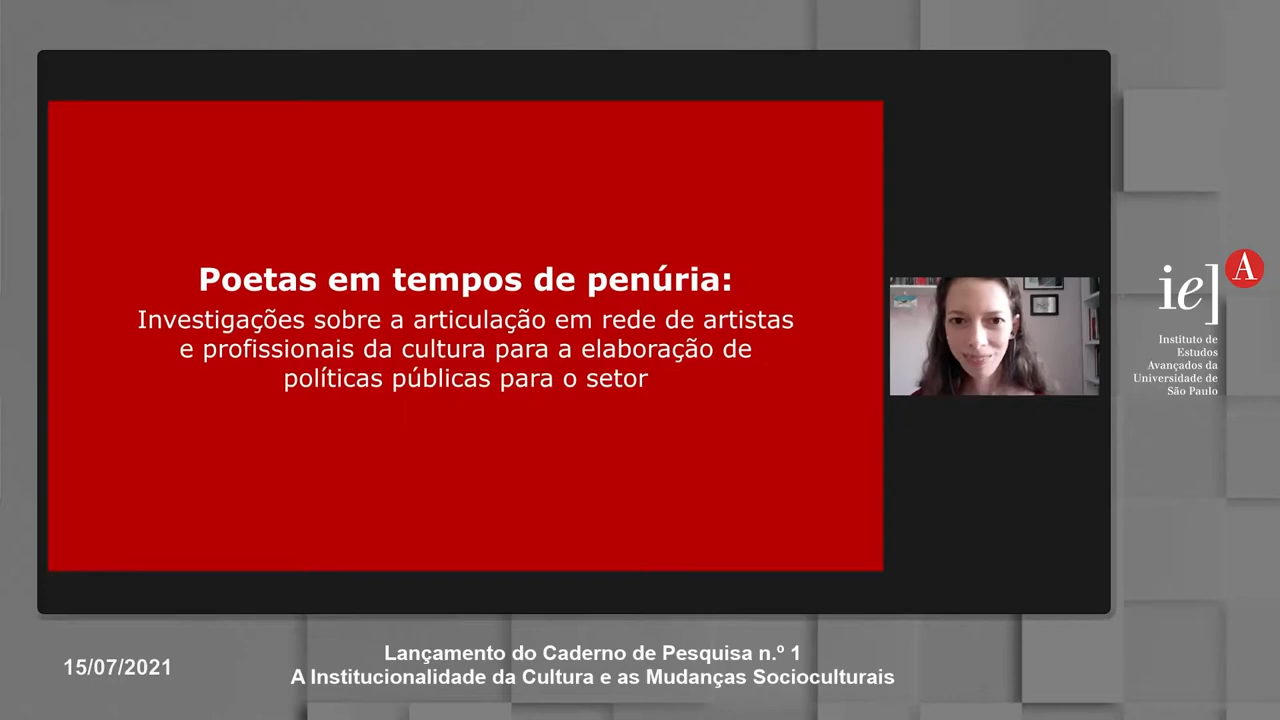 Poetas em tempos de penúria:
Investigações sobre a articulação em rede de artistas
e profissionais da cultura para a elaboração de
políticas públicas para o setor
ie]A
Instituto de
Estudos
Avançados da
Universidade de
São Paulo
15/07/2021
Lançamento do Caderno de Pesquisa n.º 1
A Institucionalidade da Cultura e as Mudanças Socioculturais